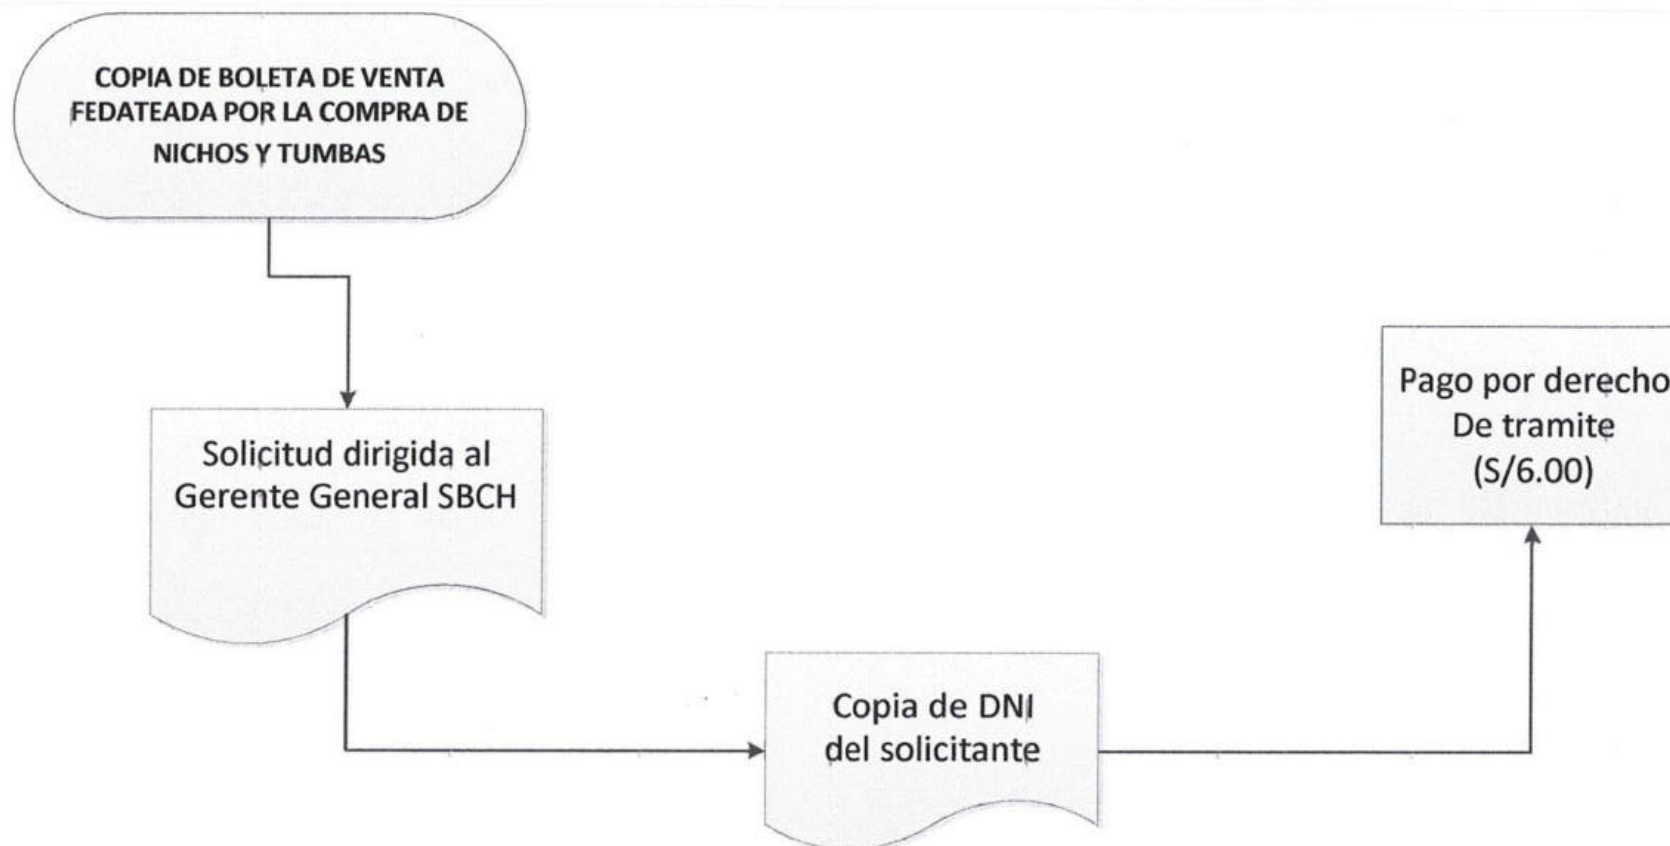 COPIA DE BOLETA DE VENTA
FEDATEADA POR LA COMPRA DE
NICHOS Y TUMBAS
Solicitud dirigida al
Gerente General SBCH
Copia de DNI
del solicitante
Pago por derecho
De tramite
(S/6.00)